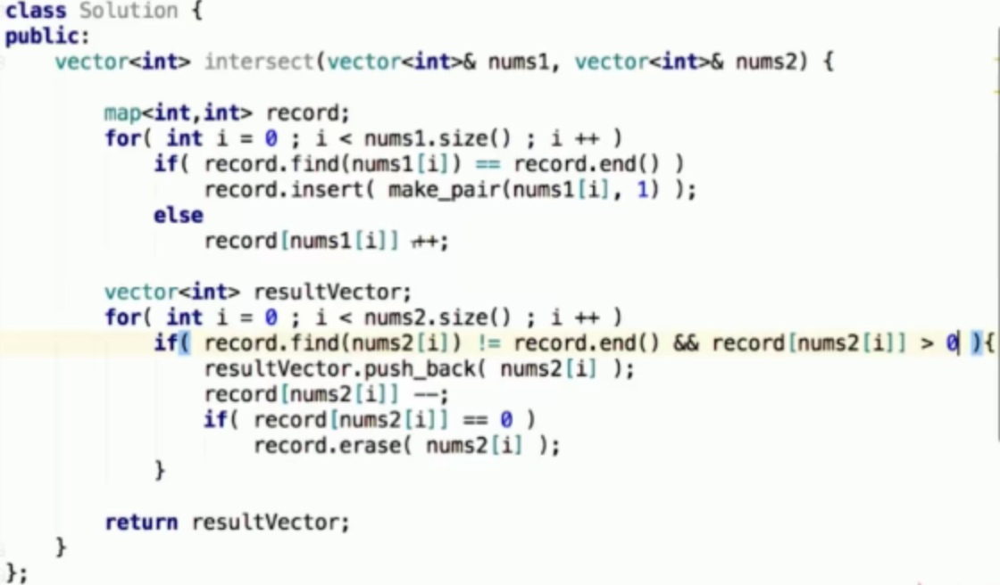 class Solution {
public:
    vector<int> intersect(vector<int>& nums1, vector<int>& nums2) {

        map<int,int> record;
        for( int i = 0 ; i < nums1.size() ; i ++ )
            if( record.find(nums1[i]) == record.end() )
                record.insert( make_pair(nums1[i], 1) );
            else
                record[nums1[i]] ++;

        vector<int> resultVector;
        for( int i = 0 ; i < nums2.size() ; i ++ )
            if( record.find(nums2[i]) != record.end() && record[nums2[i]] > 0 ){
                resultVector.push_back( nums2[i] );
                record[nums2[i]] --;
                if( record[nums2[i]] == 0 )
                    record.erase( nums2[i] );
            }

        return resultVector;
    }
};